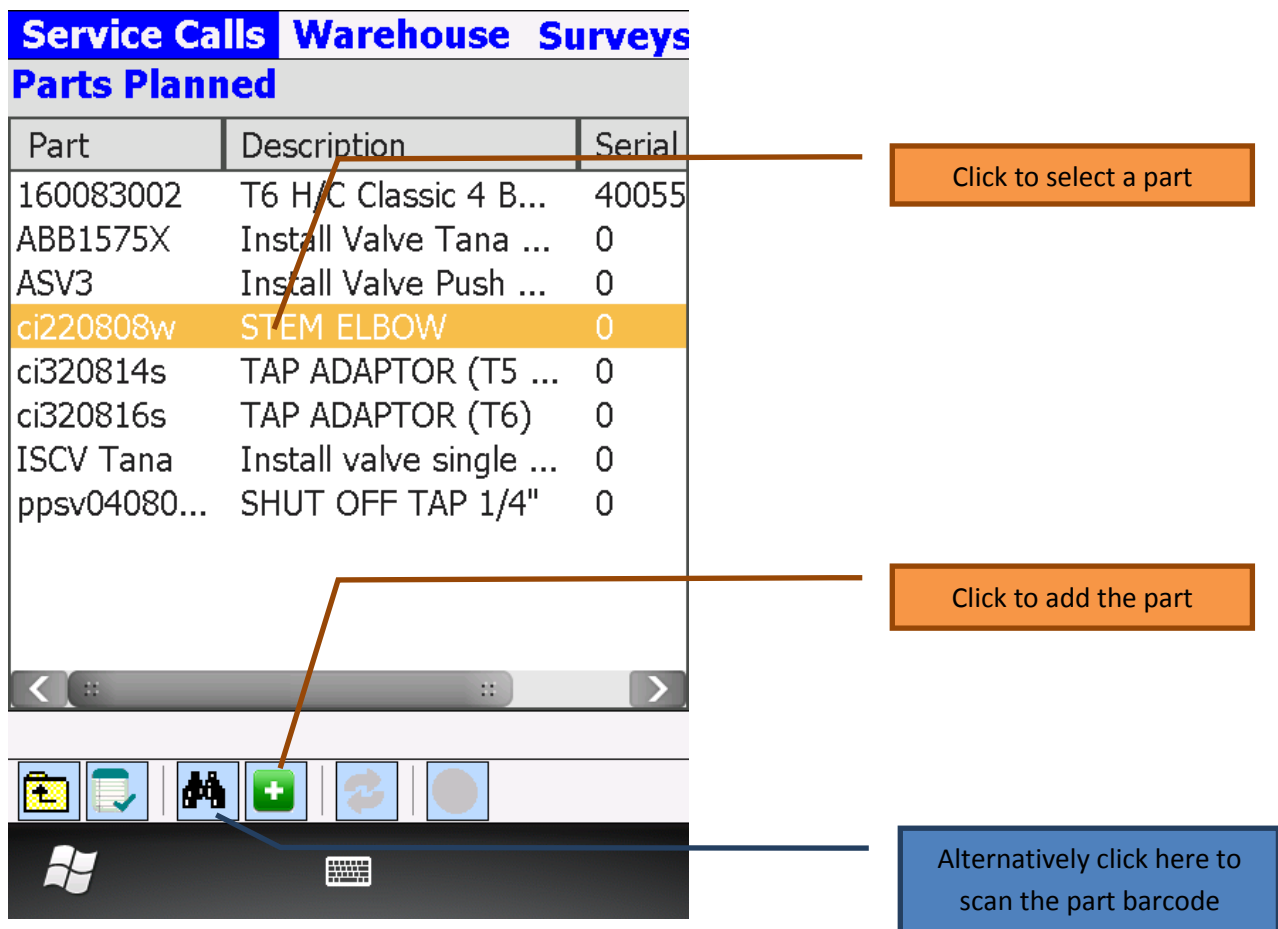 Service Calls Warehouse Surveys
Parts Planned
Part Description Serial
160083002 T6 H/C Classic 4 B... 40055
ABB1575X Install Valve Tana ... 0
ASV3 Install Valve Push ... 0
ci220808w STEM ELBOW 0
ci320814s TAP ADAPTOR (T5 ... 0
ci320816s TAP ADAPTOR (T6) 0
ISCV Tana Install valve single ... 0
ppsv04080... SHUT OFF TAP 1/4" 0
Click to select a part
Click to add the part
Alternatively click here to
scan the part barcode